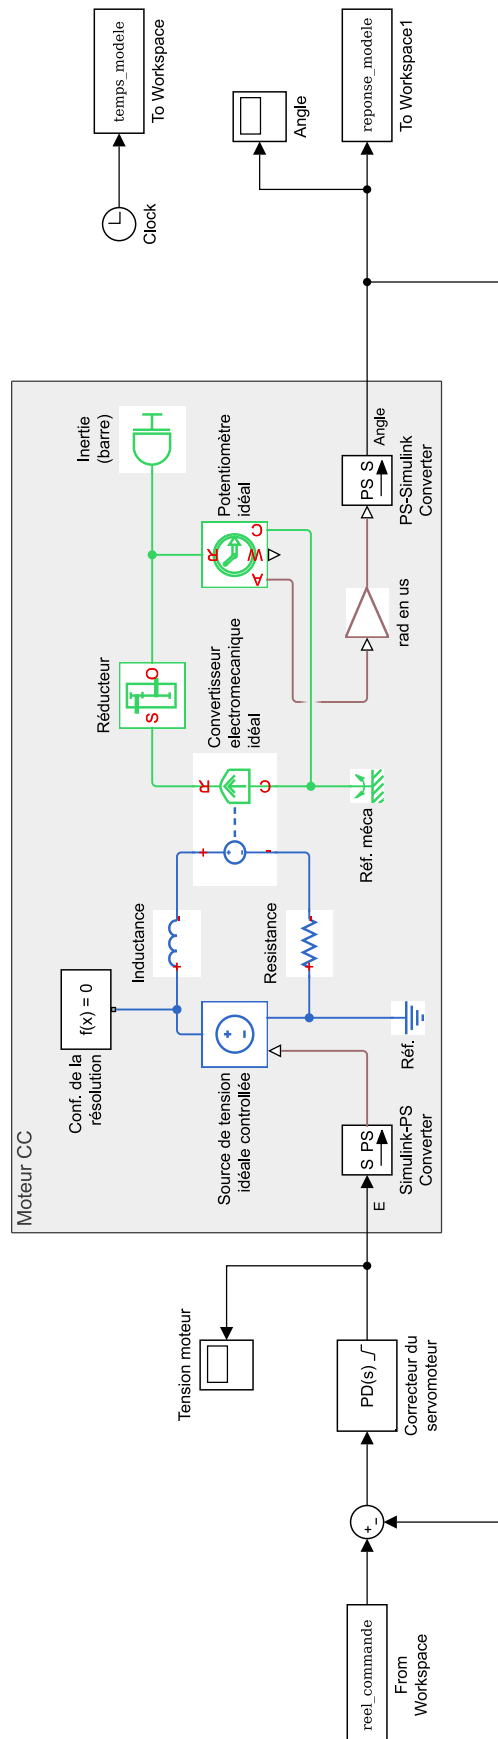 reel_commande
From
Workspace
+
-
PD(s)
Correcteur du
servomoteur
Tension moteur
Moteur CC
E
S PS
Simulink-PS
Converter
Conf. de la
résolution
f(x) = 0
Source de tension
idéale controllée
+
-
Réf.
Inductance
+
-
Resistance
+
-
+
-
Convertisseur
electromecanique
idéal
R
C
Réf. méca
Réducteur
S
O
Inertie
(barre)
Potentiomètre
idéal
R
A
W
C
rad en us
PS S
PS-Simulink
Converter
Angle
Clock
temps_modele
To Workspace
Angle
reponse_modele
To Workspace1